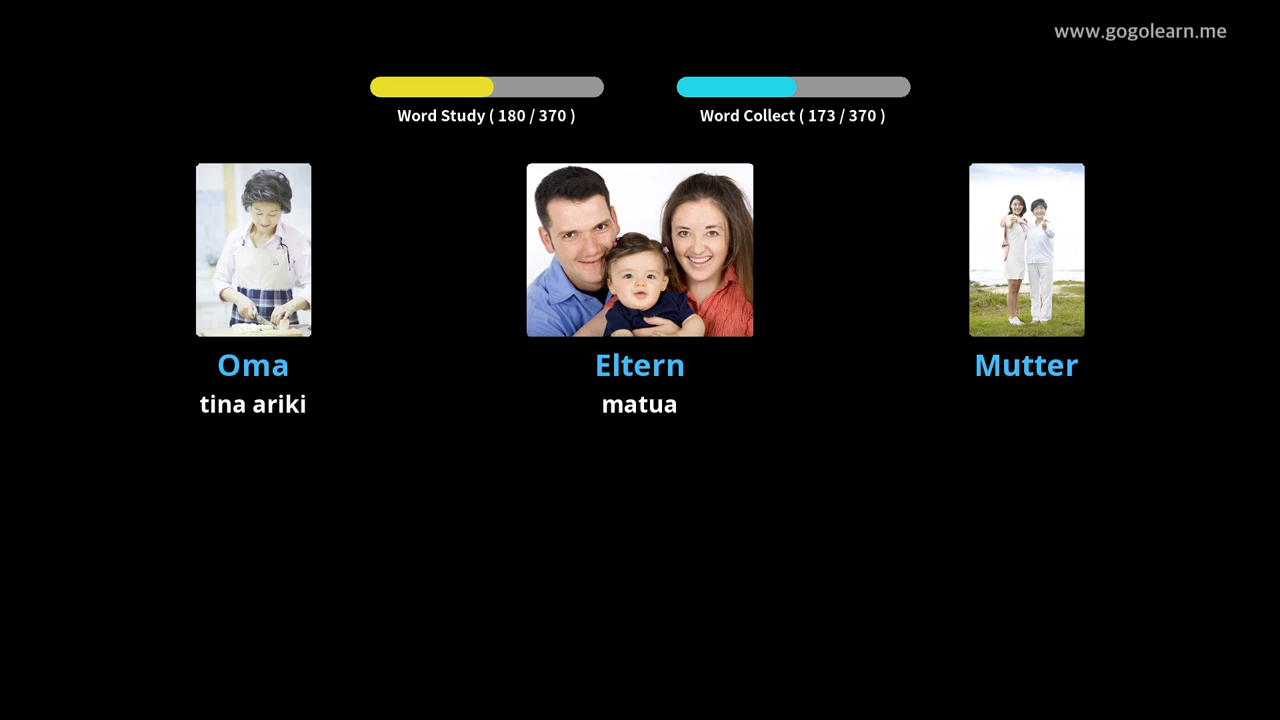 www.gogolearn.me
Word Study ( 180 / 370 )
Word Collect ( 173 / 370 )
Oma
tina ariki
Eltern
matua
Mutter